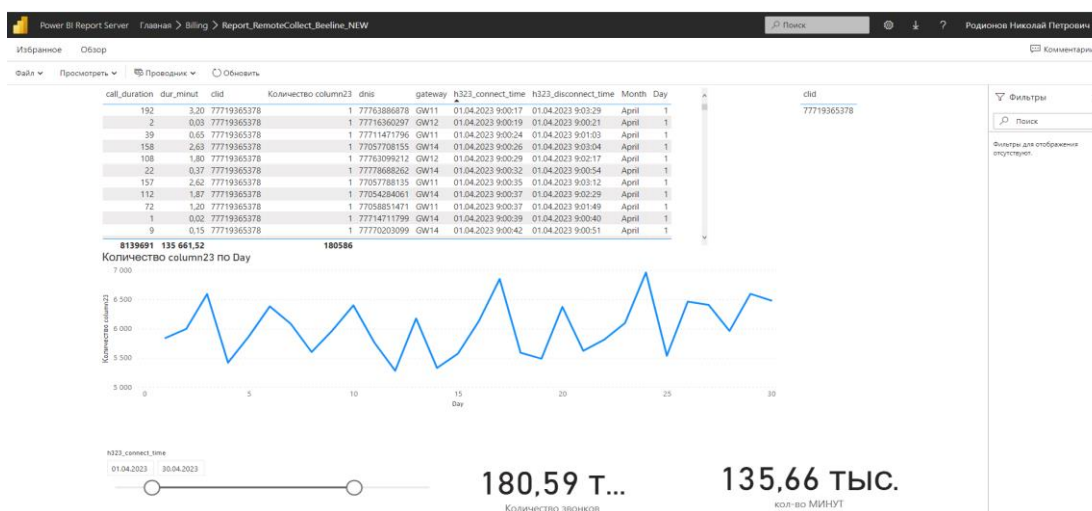 Power BI Report Server Главная > Billing > Report_RemoteCollect_Beeline_NEW Поиск ? Родионов Николай Петрович
Избранное Обзор Комментарии
Файл Просмотреть Проводник Обновить
call_duration dur_minut clid Количество column23 dnis gateway h323_connect_time h323_disconnect_time Month Day
192 3,20 77719365378 1 77763886878 GW11 01.04.2023 9:00:17 01.04.2023 9:03:29 April 1
2 0,03 77719365378 1 77716360297 GW12 01.04.2023 9:00:19 01.04.2023 9:00:21 April 1
39 0,65 77719365378 1 77711471796 GW11 01.04.2023 9:00:24 01.04.2023 9:01:03 April 1
158 2,63 77719365378 1 77057708155 GW14 01.04.2023 9:00:26 01.04.2023 9:03:04 April 1
108 1,80 77719365378 1 77763099212 GW12 01.04.2023 9:00:29 01.04.2023 9:02:17 April 1
22 0,37 77719365378 1 77778688262 GW14 01.04.2023 9:00:32 01.04.2023 9:00:54 April 1
157 2,62 77719365378 1 77057788135 GW11 01.04.2023 9:00:35 01.04.2023 9:03:12 April 1
112 1,87 77719365378 1 77054284061 GW14 01.04.2023 9:00:37 01.04.2023 9:02:29 April 1
72 1,20 77719365378 1 77058851471 GW11 01.04.2023 9:00:37 01.04.2023 9:01:49 April 1
1 0,02 77719365378 1 77714711799 GW14 01.04.2023 9:00:39 01.04.2023 9:00:40 April 1
9 0,15 77719365378 1 77770203099 GW14 01.04.2023 9:00:42 01.04.2023 9:00:51 April 1
8139691 135 661,52 180586
clid
77719365378
Фильтры
Поиск
Фильтры для отображения
отсутствуют.
Количество column23 по Day
Количество column23
7 000
6 500
6 000
5 500
5 000
0 5 10 15 20 25 30
Day
h323_connect_time
01.04.2023 30.04.2023
180,59 т...
Количество звонков
135,66 тыс.
кол-во МИНУТ